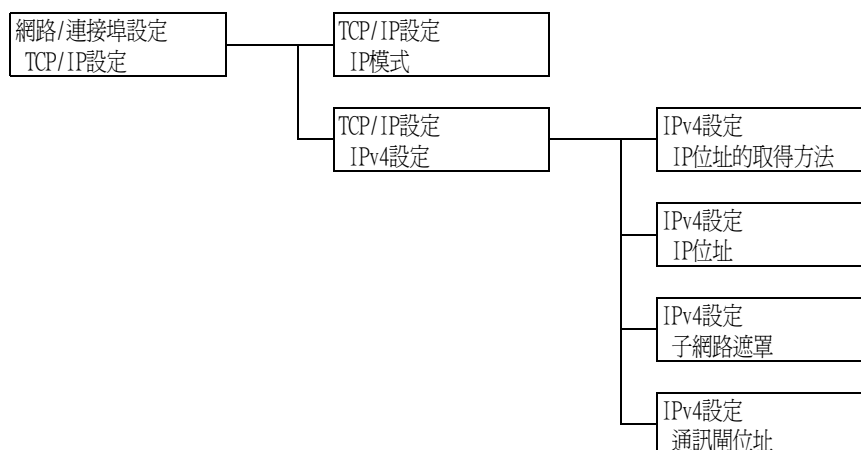 網路/連接埠設定
TCP/IP設定
TCP/IP設定
IP模式
TCP/IP設定
IPv4設定
IPv4設定
IP位址的取得方法
IPv4設定
IP位址
IPv4設定
子網路遮罩
IPv4設定
通訊閘位址